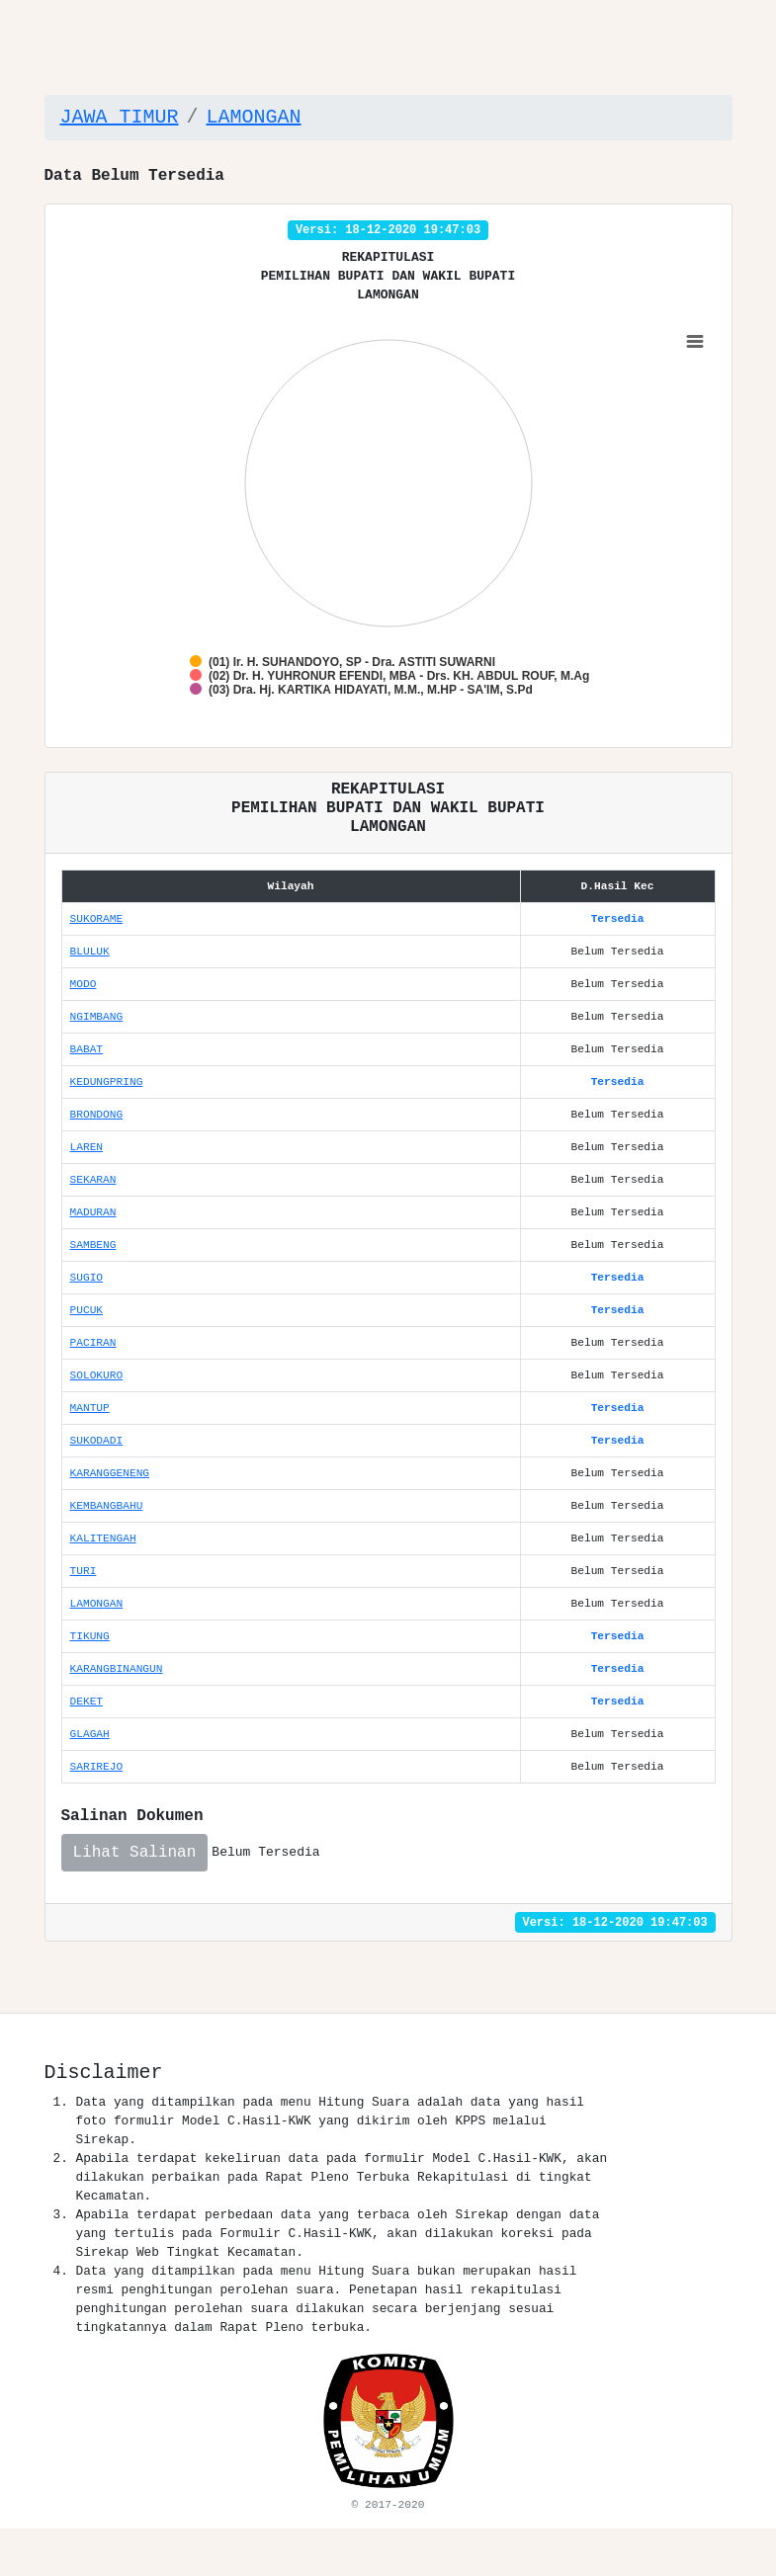 JAWA TIMUR / LAMONGAN
Data Belum Tersedia
Versi: 18-12-2020 19:47:03
REKAPITULASI
PEMILIHAN BUPATI DAN WAKIL BUPATI
LAMONGAN
(01) Ir. H. SUHANDOYO, SP - Dra. ASTITI SUWARNI
(02) Dr. H. YUHRONUR EFENDI, MBA - Drs. KH. ABDUL ROUF, M.Ag
(03) Dra. Hj. KARTIKA HIDAYATI, M.M., M.HP - SA'IM, S.Pd
REKAPITULASI
PEMILIHAN BUPATI DAN WAKIL BUPATI
LAMONGAN
Wilayah D.Hasil Kec
SUKORAME Tersedia
BLULUK Belum Tersedia
MODO Belum Tersedia
NGIMBANG Belum Tersedia
BABAT Belum Tersedia
KEDUNGPRING Tersedia
BRONDONG Belum Tersedia
LAREN Belum Tersedia
SEKARAN Belum Tersedia
MADURAN Belum Tersedia
SAMBENG Belum Tersedia
SUGIO Tersedia
PUCUK Tersedia
PACIRAN Belum Tersedia
SOLOKURO Belum Tersedia
MANTUP Tersedia
SUKODADI Tersedia
KARANGGENENG Belum Tersedia
KEMBANGBAHU Belum Tersedia
KALITENGAH Belum Tersedia
TURI Belum Tersedia
LAMONGAN Belum Tersedia
TIKUNG Tersedia
KARANGBINANGUN Tersedia
DEKET Tersedia
GLAGAH Belum Tersedia
SARIREJO Belum Tersedia
Salinan Dokumen
Lihat Salinan Belum Tersedia
Versi: 18-12-2020 19:47:03
Disclaimer
1. Data yang ditampilkan pada menu Hitung Suara adalah data yang hasil
foto formulir Model C.Hasil-KWK yang dikirim oleh KPPS melalui
Sirekap.
2. Apabila terdapat kekeliruan data pada formulir Model C.Hasil-KWK, akan
dilakukan perbaikan pada Rapat Pleno Terbuka Rekapitulasi di tingkat
Kecamatan.
3. Apabila terdapat perbedaan data yang terbaca oleh Sirekap dengan data
yang tertulis pada Formulir C.Hasil-KWK, akan dilakukan koreksi pada
Sirekap Web Tingkat Kecamatan.
4. Data yang ditampilkan pada menu Hitung Suara bukan merupakan hasil
resmi penghitungan perolehan suara. Penetapan hasil rekapitulasi
penghitungan perolehan suara dilakukan secara berjenjang sesuai
tingkatannya dalam Rapat Pleno terbuka.
KOMISI
PEMILIHAN UMUM
© 2017-2020